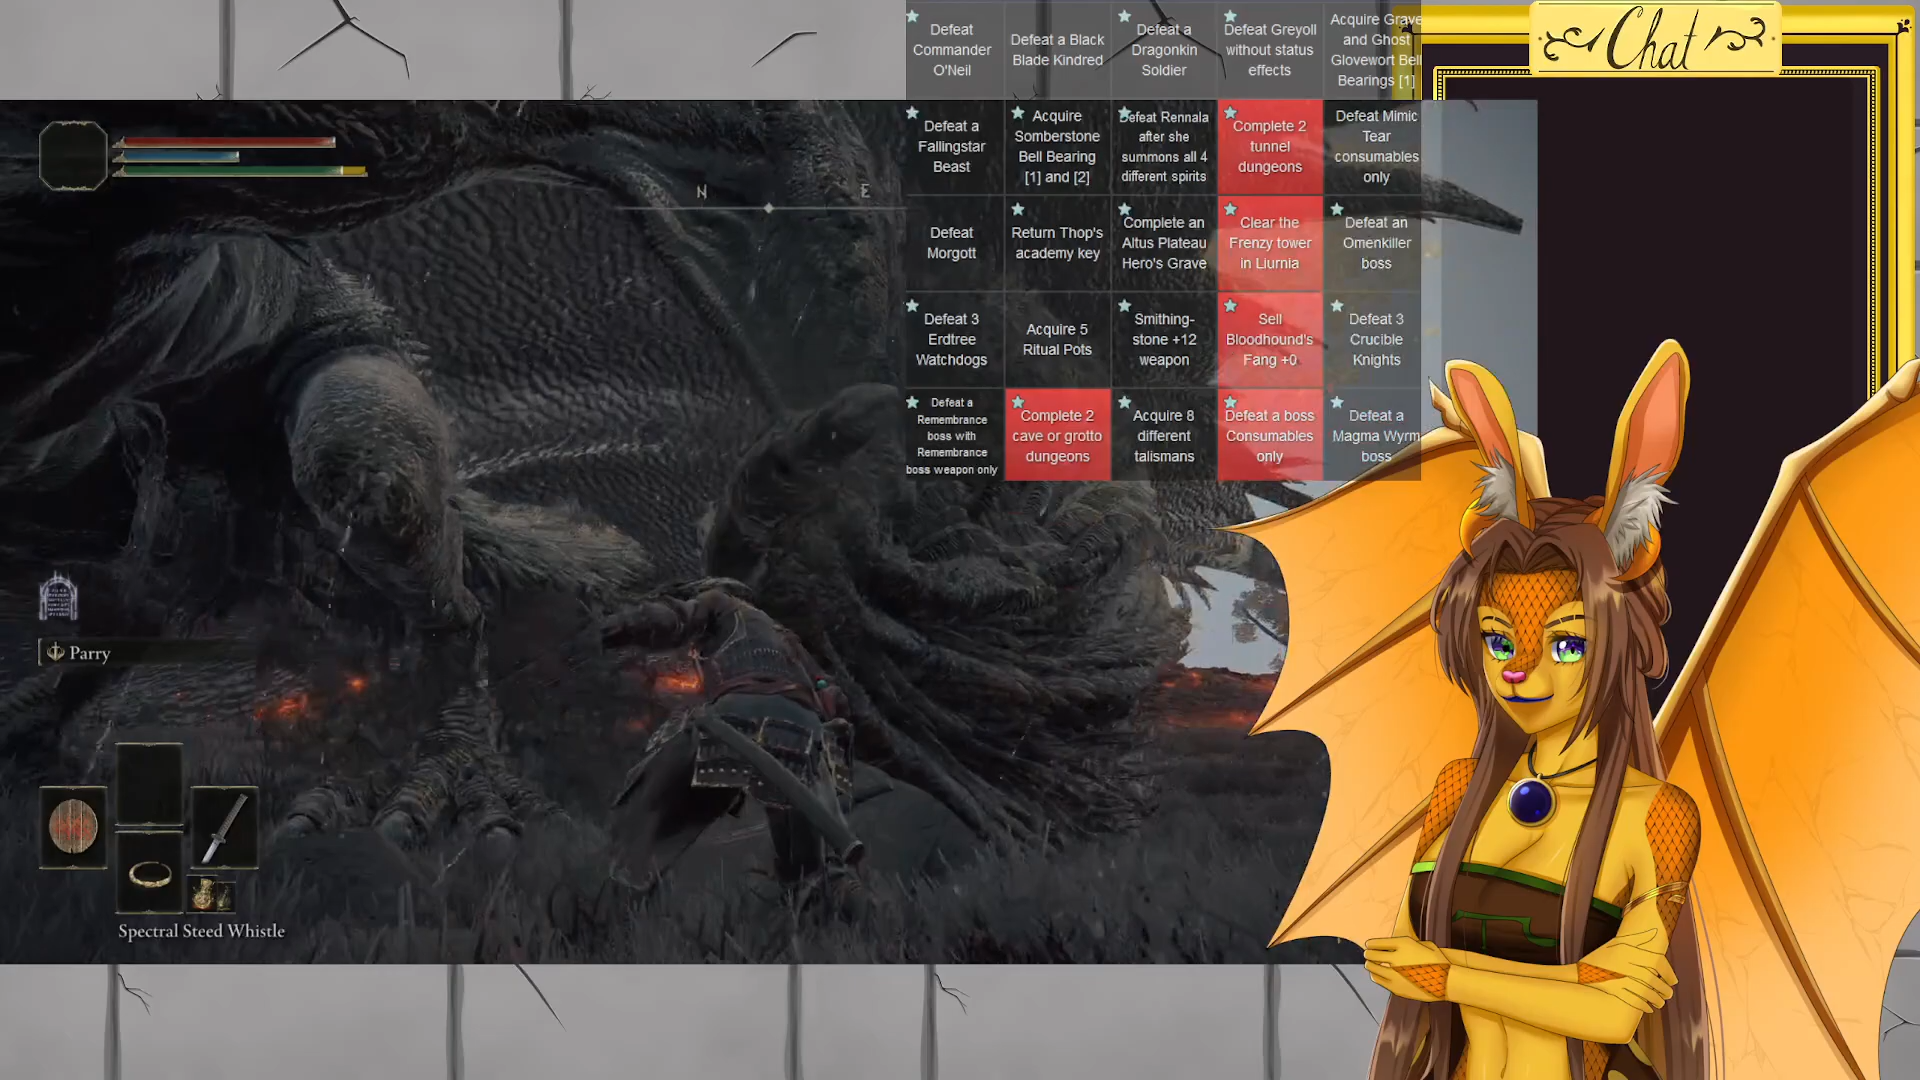 Defeat
Commander
O'Neil
Defeat a Black
Blade Kindred
Defeat a
Dragonkin
Soldier
Defeat Greyoll
without status
effects
Acquire Grave
and Ghost
Glovewort Bell
Bearings [1]
Chat
Defeat a
Fallingstar
Beast
Acquire
Somberstone
Bell Bearing
[1] and [2]
Defeat Rennala
after she
summons all 4
different spirits
Complete 2
tunnel
dungeons
Defeat Mimic
Tear
consumables
only
N
E
Defeat
Morgott
Return Thop's
academy key
Complete an
Altus Plateau
Hero's Grave
Clear the
Frenzy tower
in Liurnia
Defeat an
Omenkiller
boss
Defeat 3
Erdtree
Watchdogs
Acquire 5
Ritual Pots
Smithing-
stone +12
weapon
Sell
Bloodhound's
Fang +0
Defeat 3
Crucible
Knights
Defeat a
Remembrance
boss with
Remembrance
boss weapon only
Complete 2
cave or grotto
dungeons
Acquire 8
different
talismans
Defeat a boss
Consumables
only
Defeat a
Magma Wyrm
boss
Parry
Spectral Steed Whistle